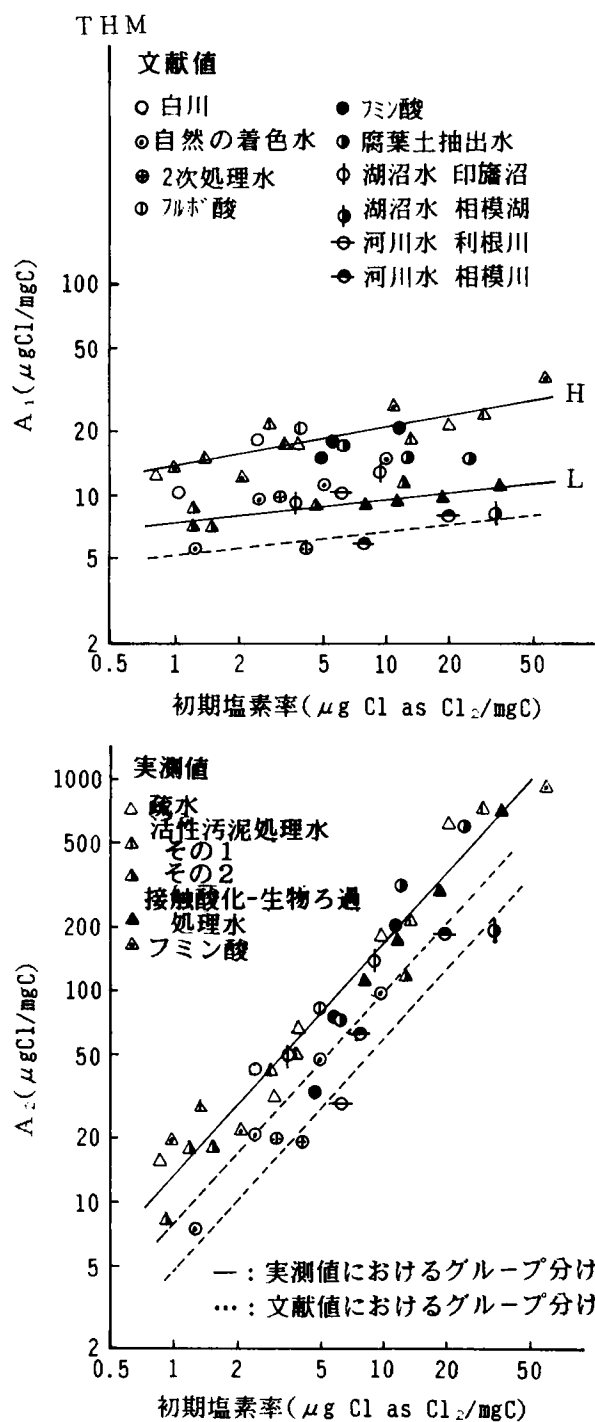 THM
文献値
白川
自然の着色水
2次処理水
フルボ酸
フミン酸
腐葉土抽出水
湖沼水 印旛沼
湖沼水 相模湖
河川水 利根川
河川水 相模川
A₁(μgCl/mgC)
100
50
20
10
5
2
H
L
0.5
1
2
5
10
20
50
初期塩素率(μg Cl as Cl₂/mgC)
実測値
疏水
活性汚泥処理水
その1
その2
接触酸化-生物ろ過
処理水
フミン酸
A₂(μgCl/mgC)
1000
500
200
100
50
20
10
5
2
―:実測値におけるグループ分け
…:文献値におけるグループ分け
0.5
1
2
5
10
20
50
初期塩素率(μg Cl as Cl₂/mgC)